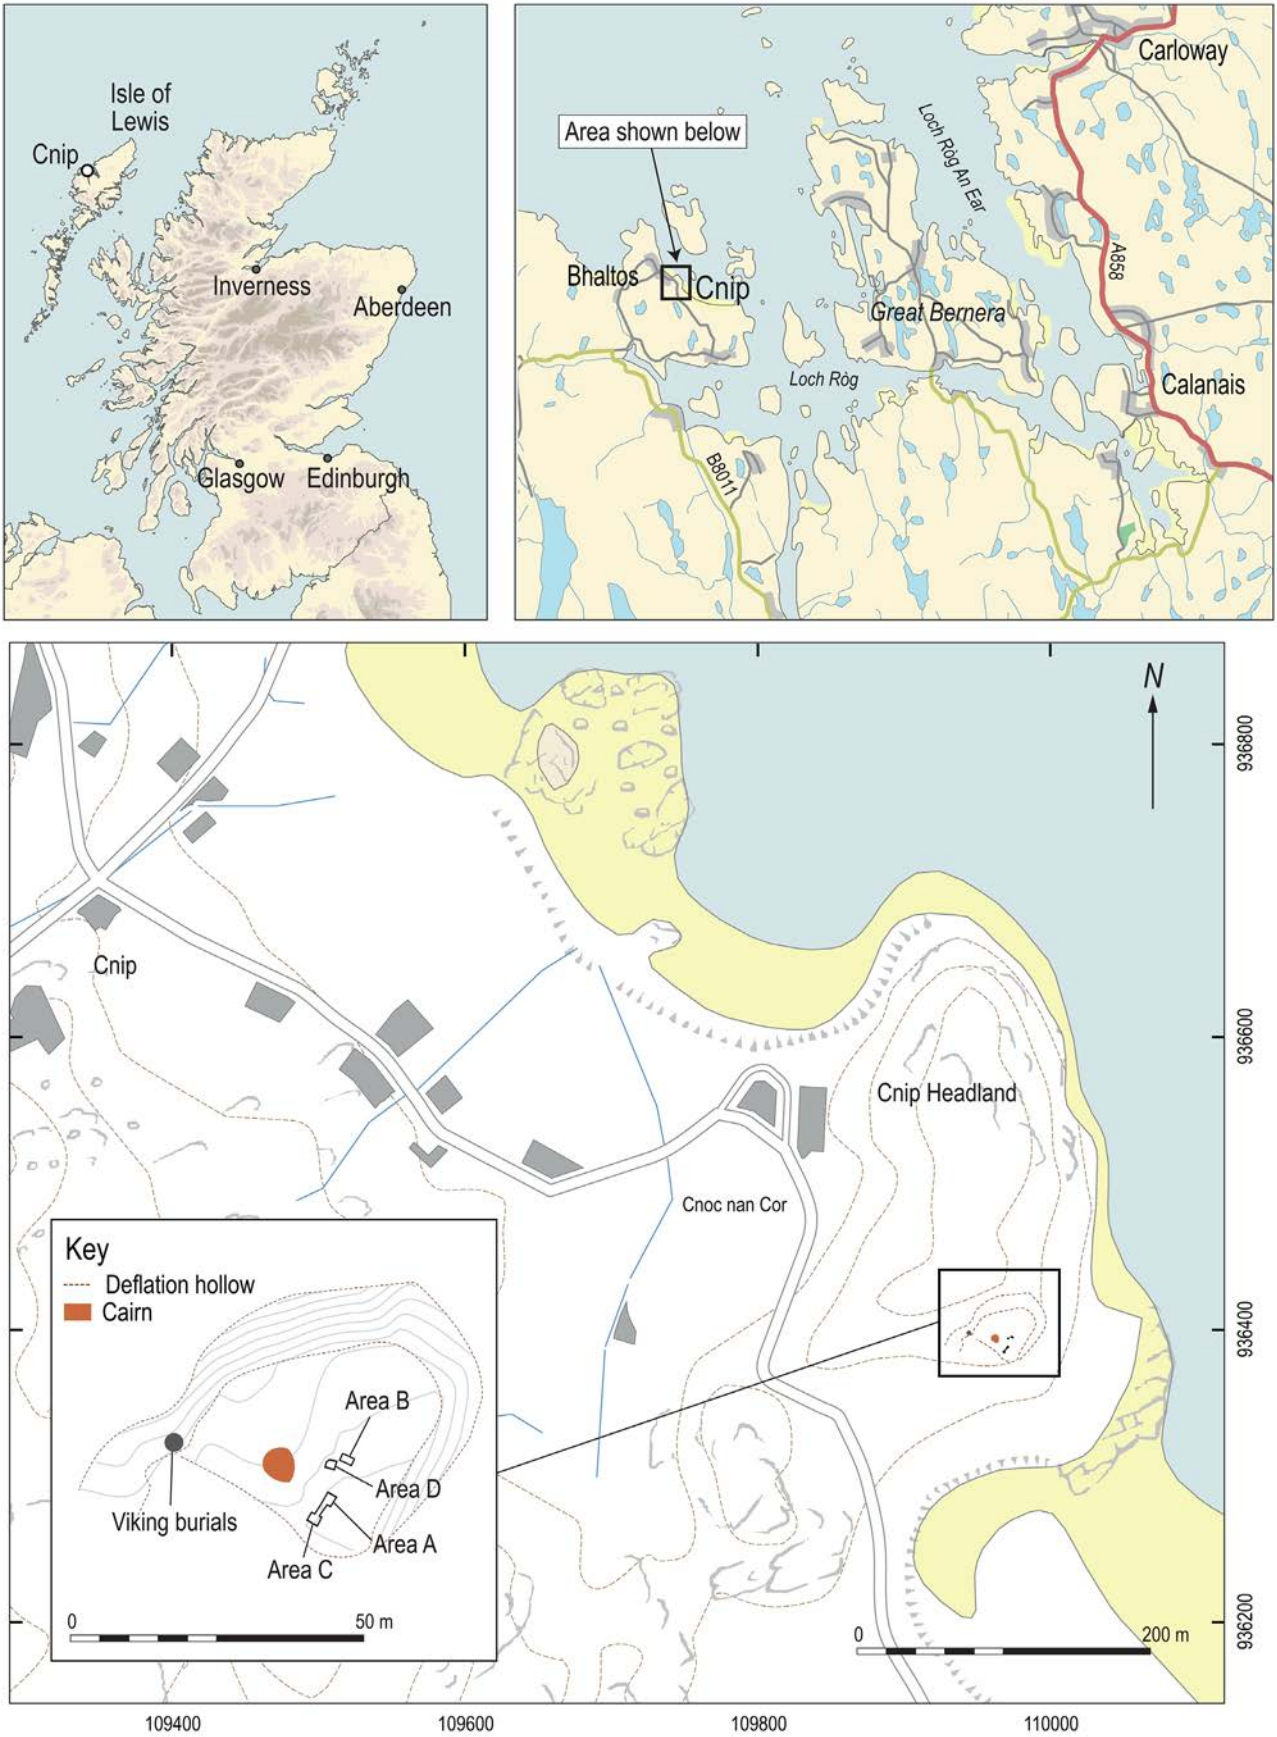 Isle of
Lewis
Cnip
Inverness
Aberdeen
Glasgow
Edinburgh
Carloway
Area shown below
Loch Ròg An Ear
A858
Bhaltos
Cnip
Great Bernera
Loch Ròg
Calanais
B8011
N
936800
Cnip
936600
Cnip Headland
Cnoc nan Cor
936400
936200
Key
Deflation hollow
Cairn
Area B
Area D
Viking burials
Area A
Area C
0
50 m
0
200 m
109400
109600
109800
110000